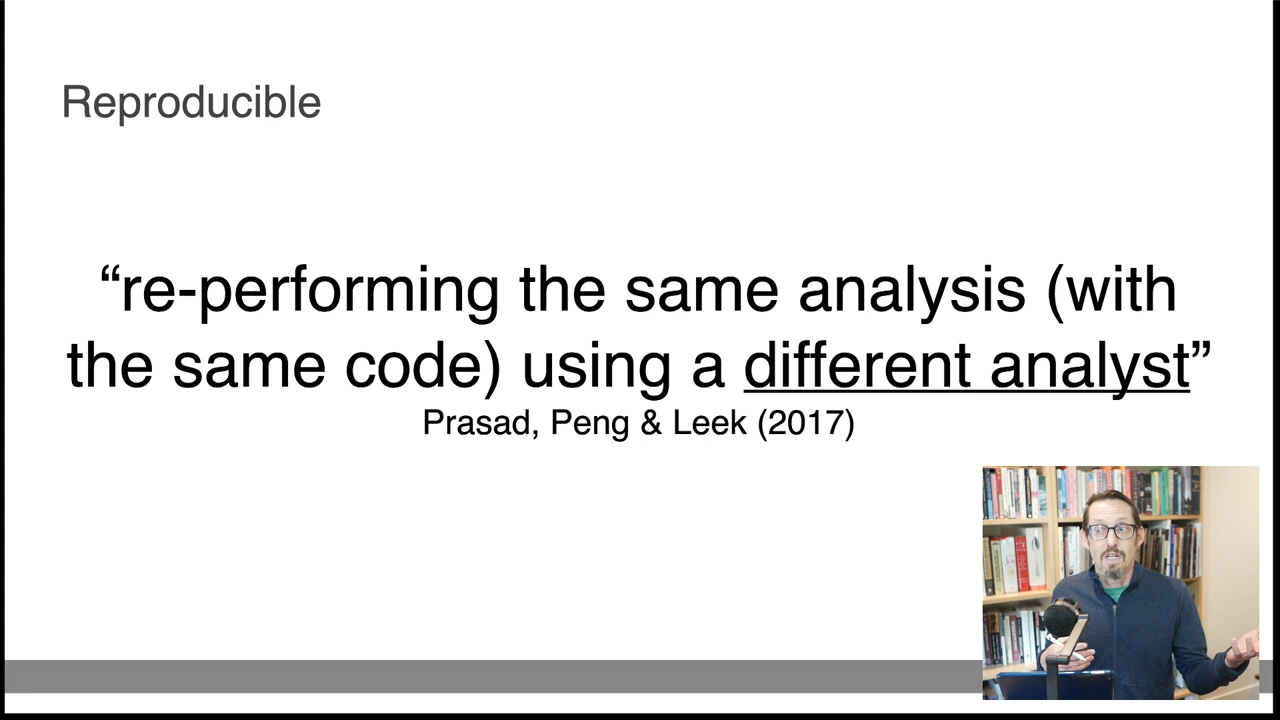 Reproducible
“re-performing the same analysis (with
the same code) using a different analyst”
Prasad, Peng & Leek (2017)